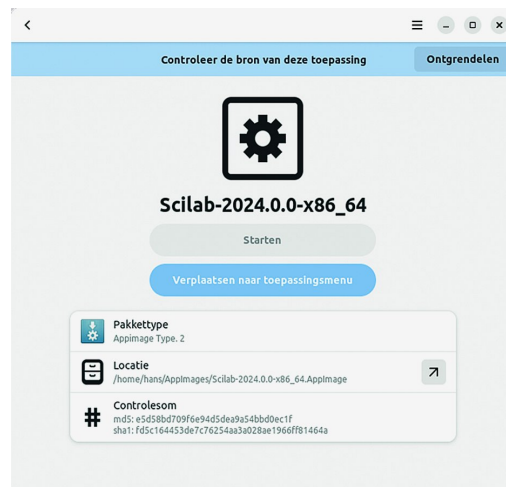 Controleer de bron van deze toepassing
Ontgrendelen
Scilab-2024.0.0-x86_64
Starten
Verplaatsen naar toepassingsmenu
Pakkettype
Appimage Type. 2
Locatie
/home/hans/AppImages/Scilab-2024.0.0-x86_64.AppImage
#
Controlesom
md5: e5d58bd709f6e94d5dea9a54bbd0ec1f
sha1: fd5c164453de7c76254aa3a028ae1966ff81464a